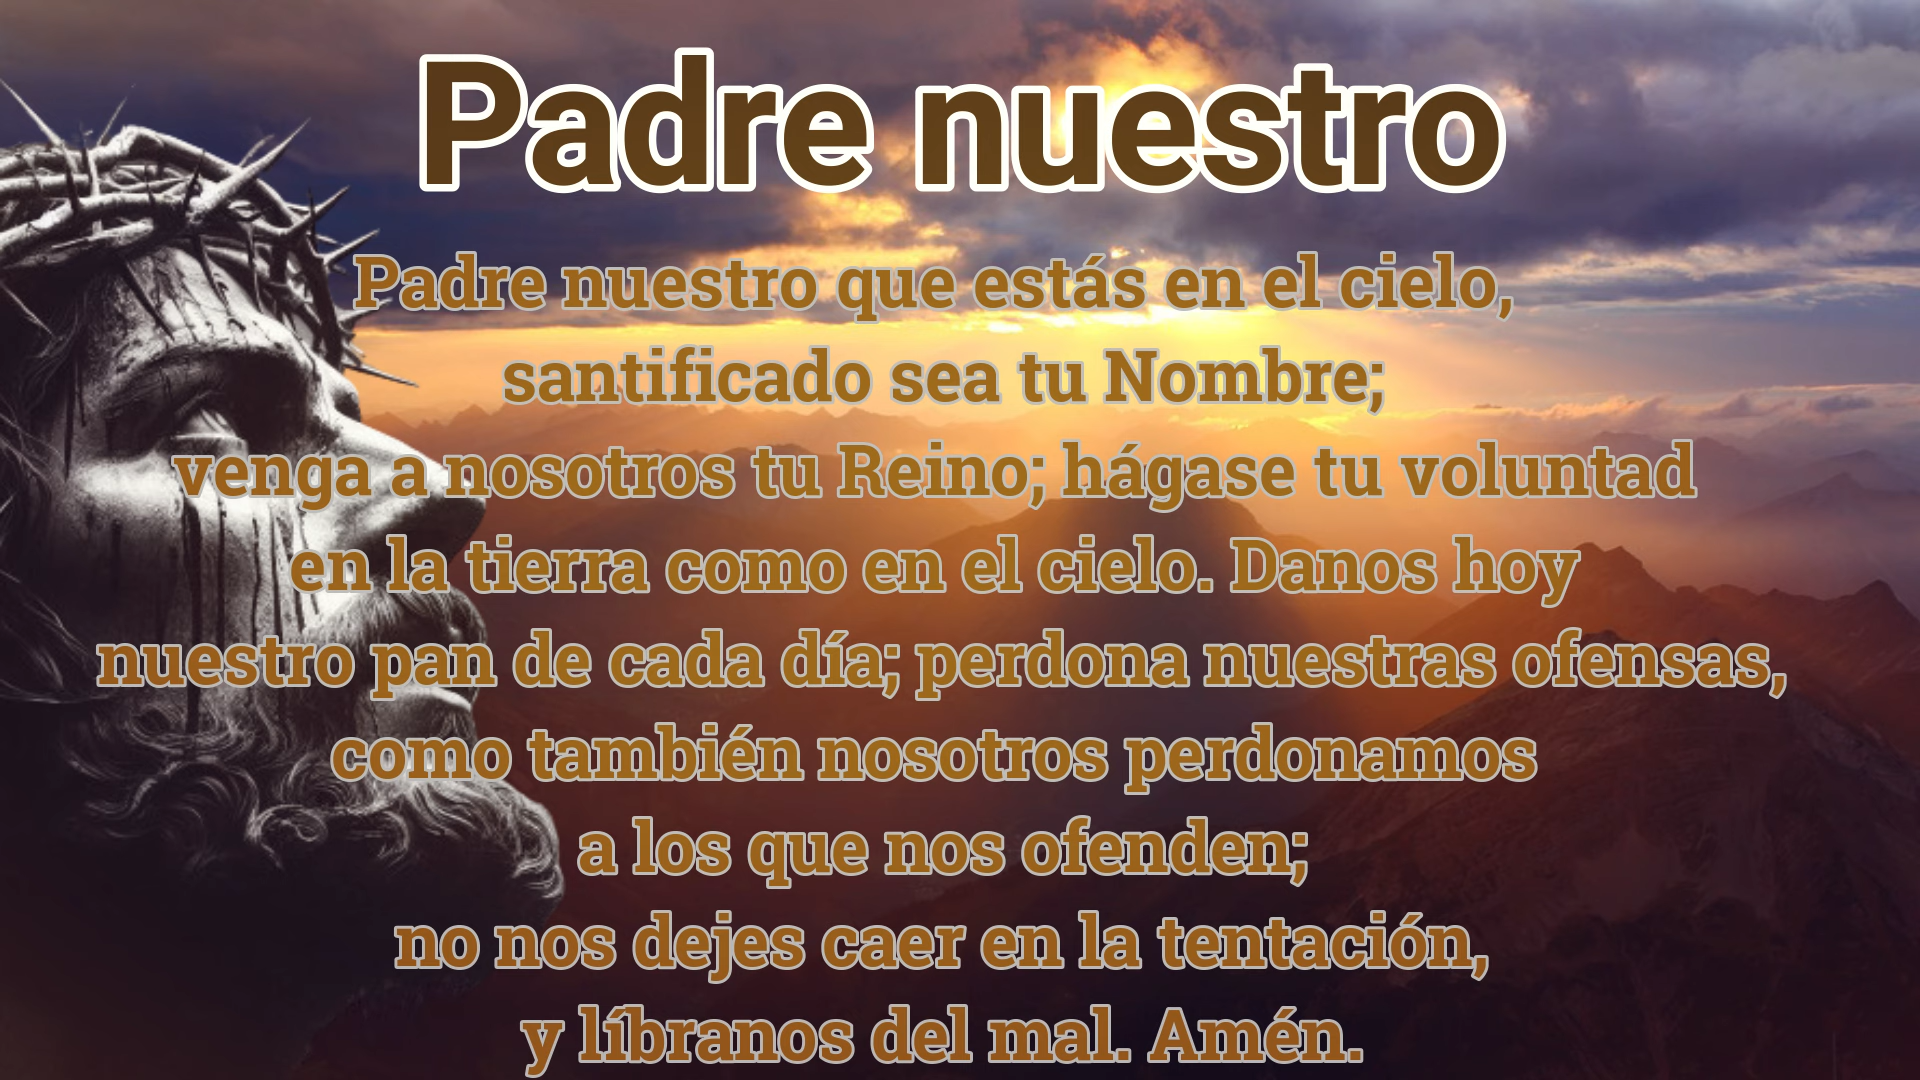 Padre nuestro
Padre nuestro que estás en el cielo,
santificado sea tu Nombre;
venga a nosotros tu Reino; hágase tu voluntad
en la tierra como en el cielo. Danos hoy
nuestro pan de cada día; perdona nuestras ofensas,
como también nosotros perdonamos
a los que nos ofenden;
no nos dejes caer en la tentación,
y líbranos del mal. Amén.